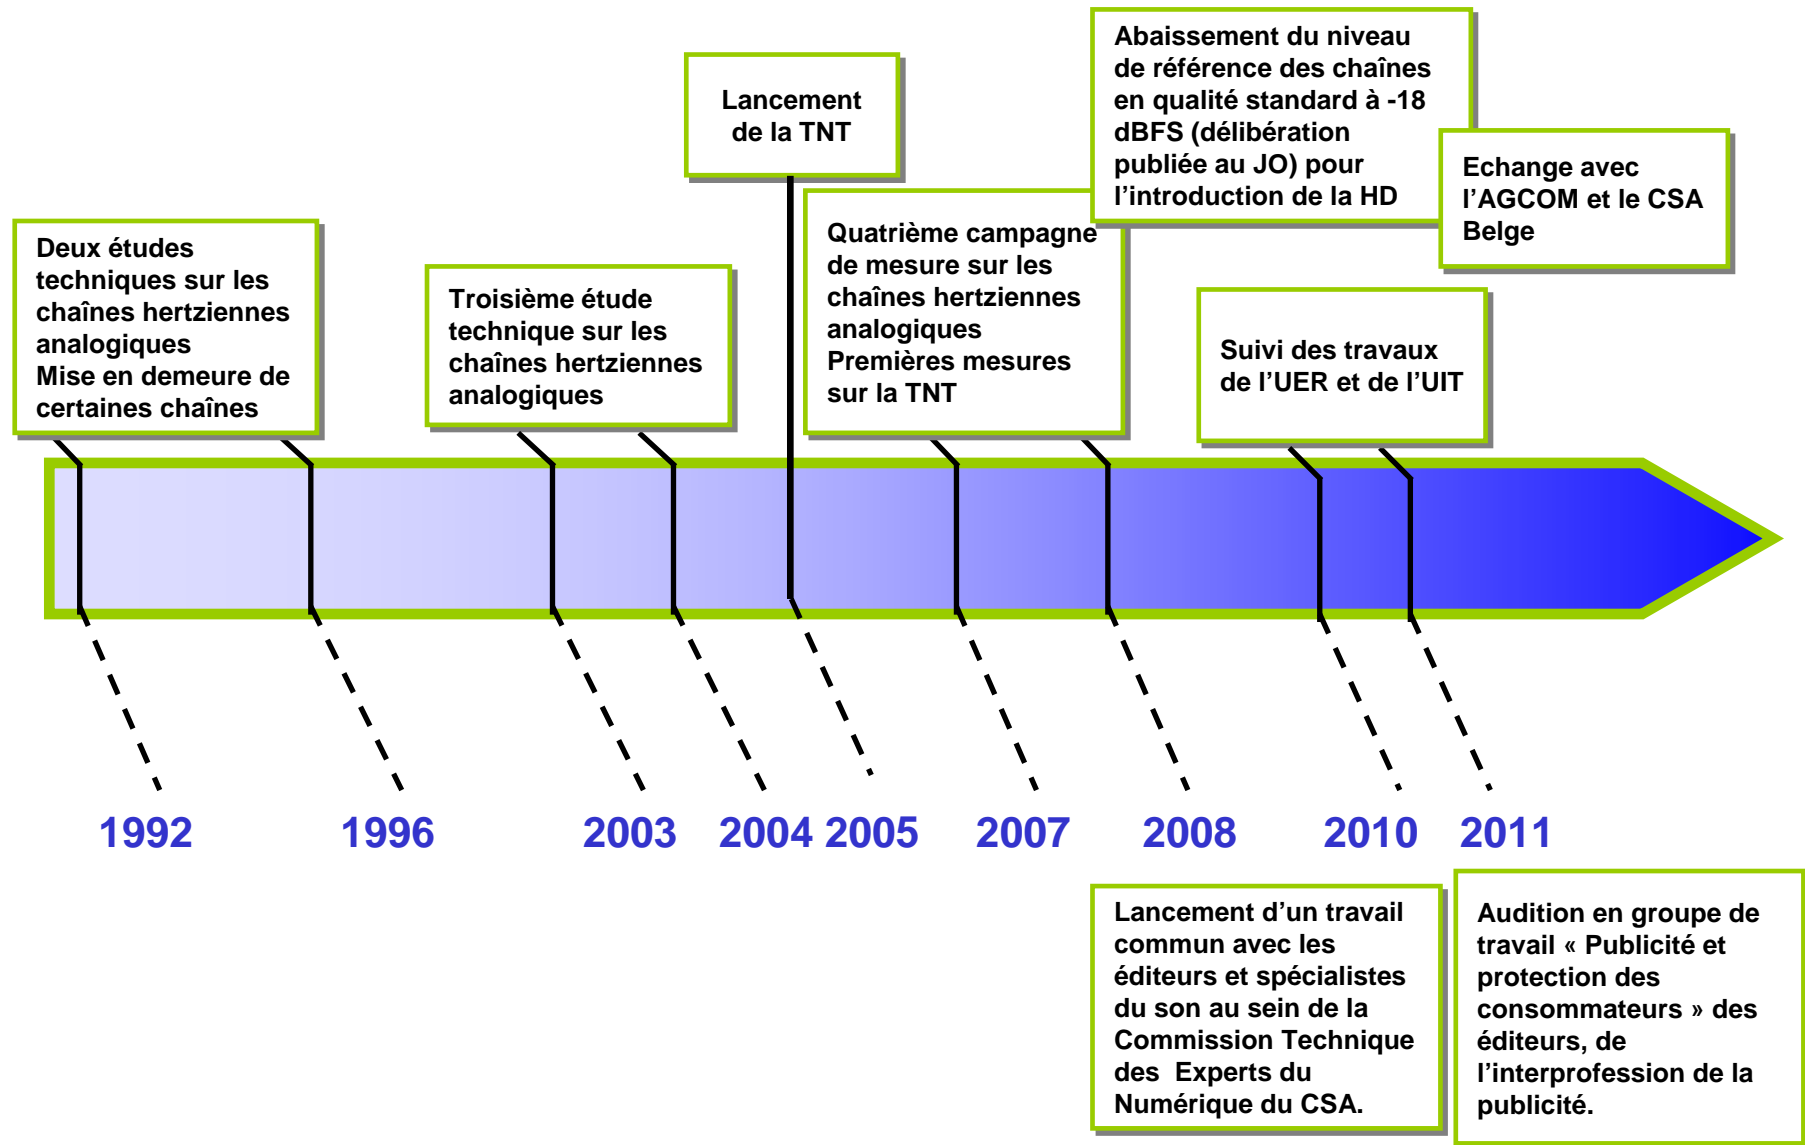 Abaissement du niveau
de référence des chaînes
en qualité standard à -18
dBFS (délibération
publiée au JO) pour
l’introduction de la HD
Lancement
de la TNT
Echange avec
l’AGCOM et le CSA
Belge
Deux études
techniques sur les
chaînes hertziennes
analogiques
Mise en demeure de
certaines chaînes
Troisième étude
technique sur les
chaînes hertziennes
analogiques
Quatrième campagne
de mesure sur les
chaînes hertziennes
analogiques
Premières mesures
sur la TNT
Suivi des travaux
de l’UER et de l’UIT
1992 1996 2003 2004 2005 2007 2008 2010 2011
Lancement d’un travail
commun avec les
éditeurs et spécialistes
du son au sein de la
Commission Technique
des  Experts du
Numérique du CSA.
Audition en groupe de
travail « Publicité et
protection des
consommateurs » des
éditeurs, de
l’interprofession de la
publicité.